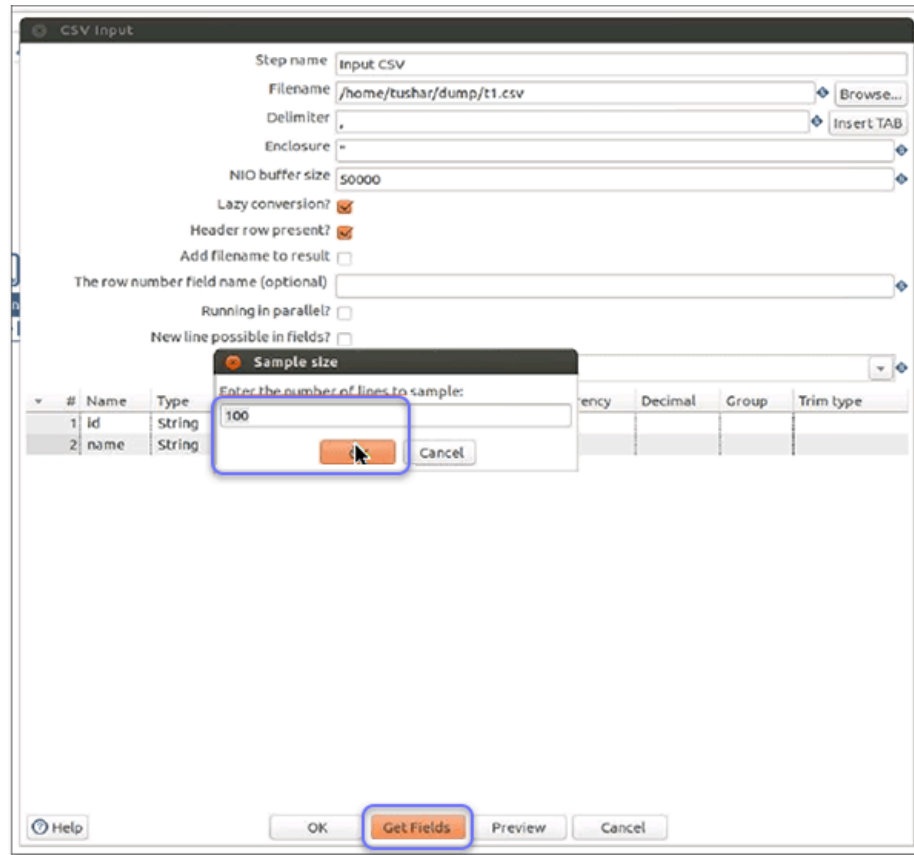 CSV Input
Step name Input CSV
Filename /home/tushar/dump/t1.csv Browse...
Delimiter , Insert TAB
Enclosure "
NIO buffer size 50000
Lazy conversion?
Header row present?
Add filename to result
The row number field name (optional)
Running in parallel?
New line possible in fields?
Sample size
Enter the number of lines to sample:
# Name Type ency Decimal Group Trim type
100
1 id String
2 name String
Cancel
Help OK Get Fields Preview Cancel